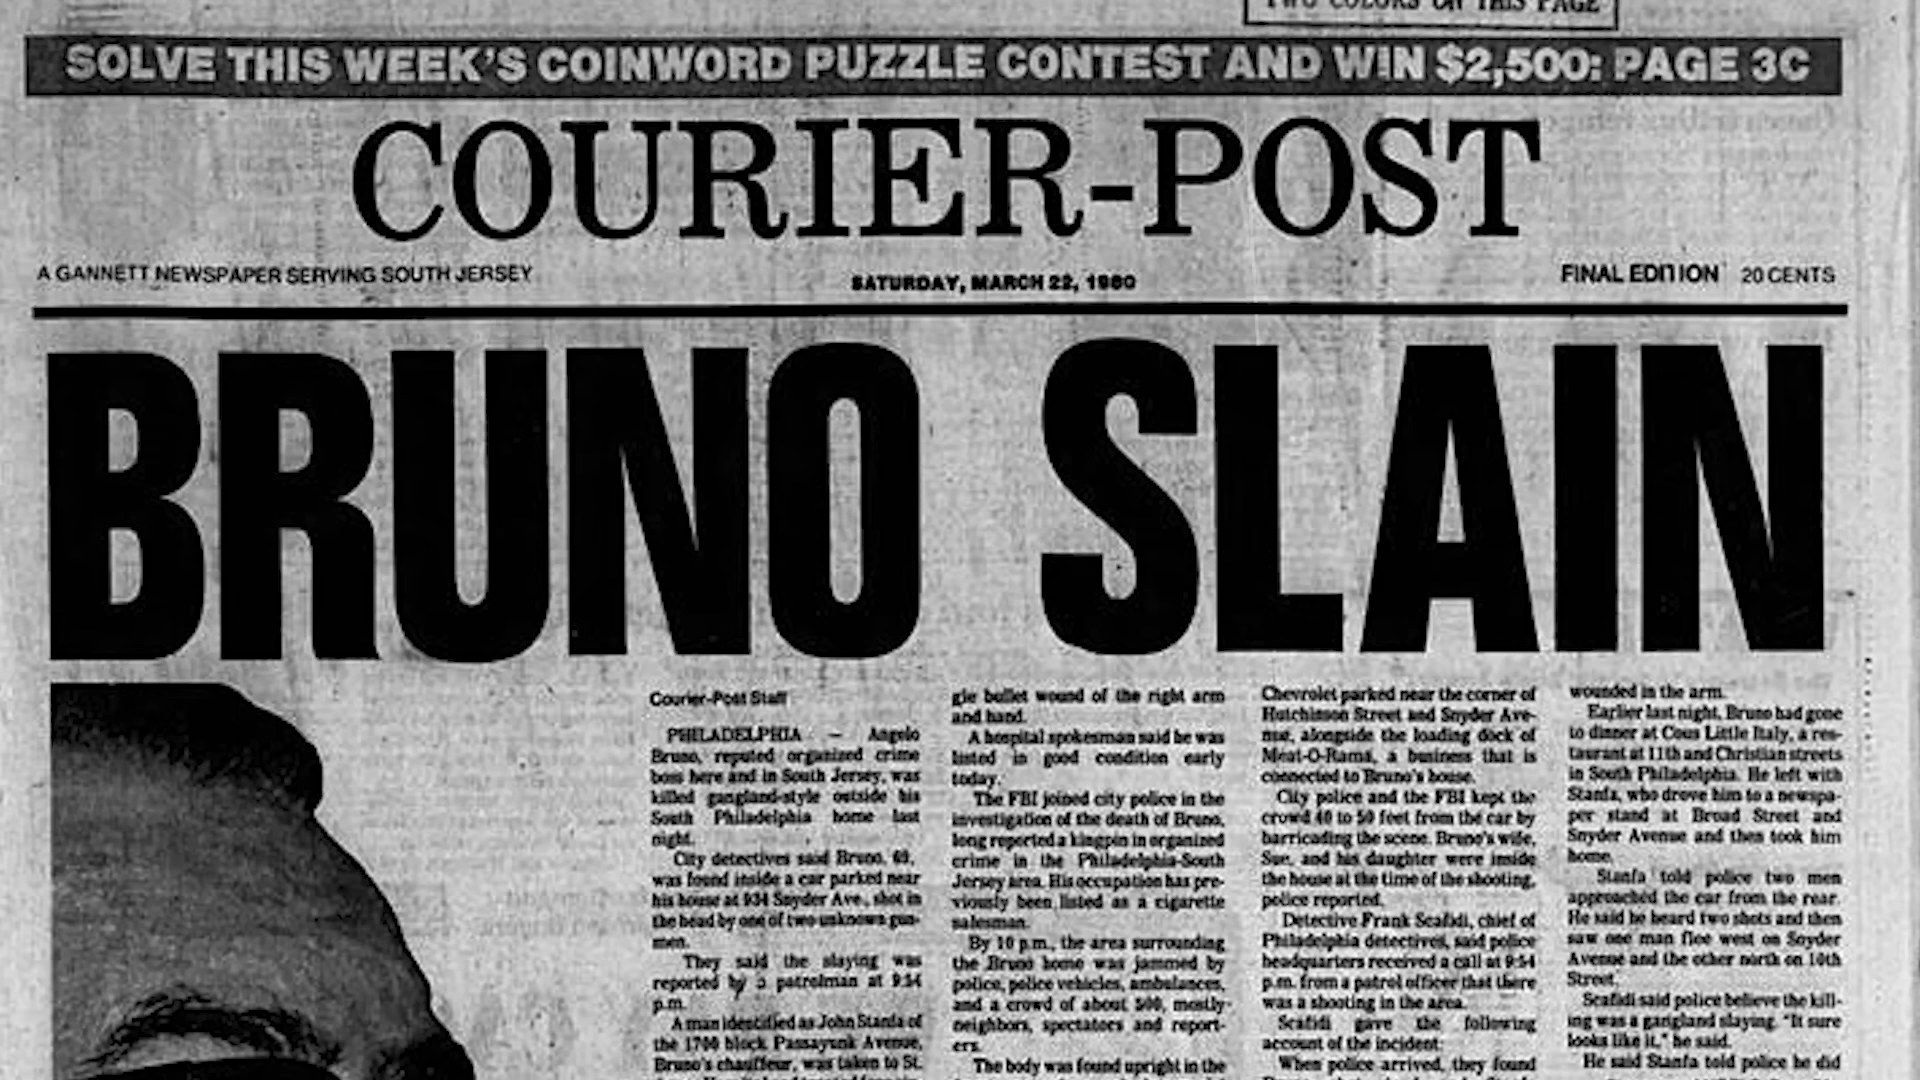 TWO COLORS ON THIS PAGE
SOLVE THIS WEEK'S COINWORD PUZZLE CONTEST AND WIN $2,500: PAGE 3C
COURIER-POST
A GANNETT NEWSPAPER SERVING SOUTH JERSEY
SATURDAY, MARCH 22, 1980
FINAL EDITION 20 CENTS
BRUNO SLAIN
Courier-Post Staff
PHILADELPHIA — Angelo
Bruno, reputed organized crime
boss here and in South Jersey, was
killed gangland-style outside his
South Philadelphia home last
night.
City detectives said Bruno, 69,
was found inside a car parked near
his house at 934 Snyder Ave., shot in
the head by one of two unknown gun-
men.
They said the slaying was
reported by a patrolman at 9:54
p.m.
A man identified as John Stanfa of
the 1700 block Passayunk Avenue,
Bruno's chauffeur, was taken to St.
gle bullet wound of the right arm
and hand.
A hospital spokesman said he was
listed in good condition early
today.
The FBI joined city police in the
investigation of the death of Bruno,
long reported a kingpin in organized
crime in the Philadelphia-South
Jersey area. His occupation has pre-
viously been listed as a cigarette
salesman.
By 10 p.m., the area surrounding
the Bruno home was jammed by
police, police vehicles, ambulances,
and a crowd of about 500, mostly
neighbors, spectators and report-
ers.
The body was found upright in the
Chevrolet parked near the corner of
Hutchinson Street and Snyder Ave-
nue, alongside the loading dock of
Meat-O-Rama, a business that is
connected to Bruno's house.
City police and the FBI kept the
crowd 40 to 50 feet from the car by
barricading the scene. Bruno's wife,
Sue, and his daughter were inside
the house at the time of the shooting,
police reported.
Detective Frank Scafidi, chief of
Philadelphia detectives, said police
headquarters received a call at 9:54
p.m. from a patrol officer that there
was a shooting in the area.
Scafidi gave the following
account of the incident:
When police arrived, they found
wounded in the arm.
Earlier last night, Bruno had gone
to dinner at Cous Little Italy, a res-
taurant at 11th and Christian streets
in South Philadelphia. He left with
Stanfa, who drove him to a newspa-
per stand at Broad Street and
Snyder Avenue and then took him
home.
Stanfa told police two men
approached the car from the rear.
He said he heard two shots and then
saw one man flee west on Snyder
Avenue and the other north on 10th
Street.
Scafidi said police believe the kill-
ing was a gangland slaying. "It sure
looks like it," he said.
He said Stanfa told police he did